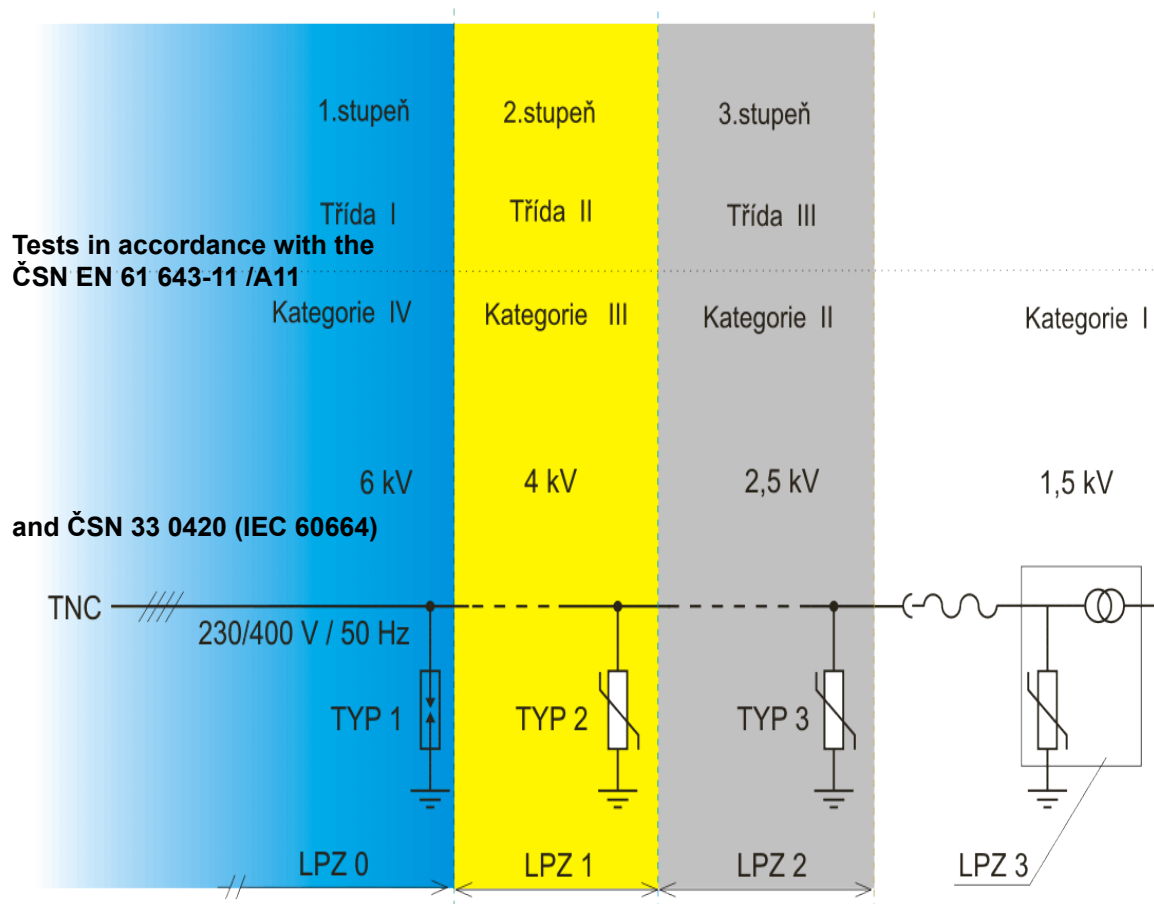 1.stupeň 2.stupeň 3.stupeň
Třída I Třída II Třída III
Tests in accordance with the
ČSN EN 61 643-11 /A11
Kategorie IV Kategorie III Kategorie II Kategorie I
6 kV 4 kV 2,5 kV 1,5 kV
and ČSN 33 0420 (IEC 60664)
TNC
230/400 V / 50 Hz
TYP 1 TYP 2 TYP 3
LPZ 0 LPZ 1 LPZ 2 LPZ 3